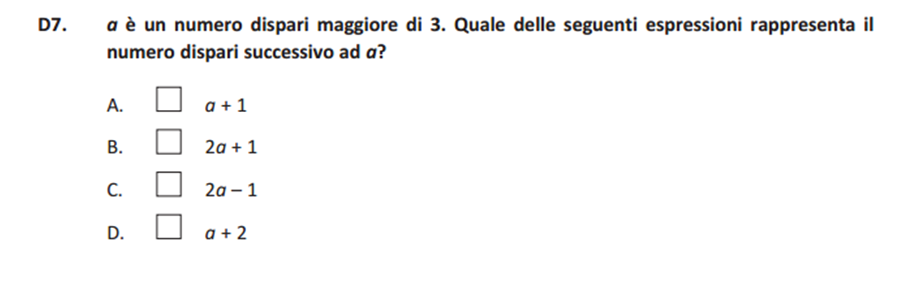 D7. a è un numero dispari maggiore di 3. Quale delle seguenti espressioni rappresenta il
numero dispari successivo ad a?
A. a + 1
B. 2a + 1
C. 2a – 1
D. a + 2